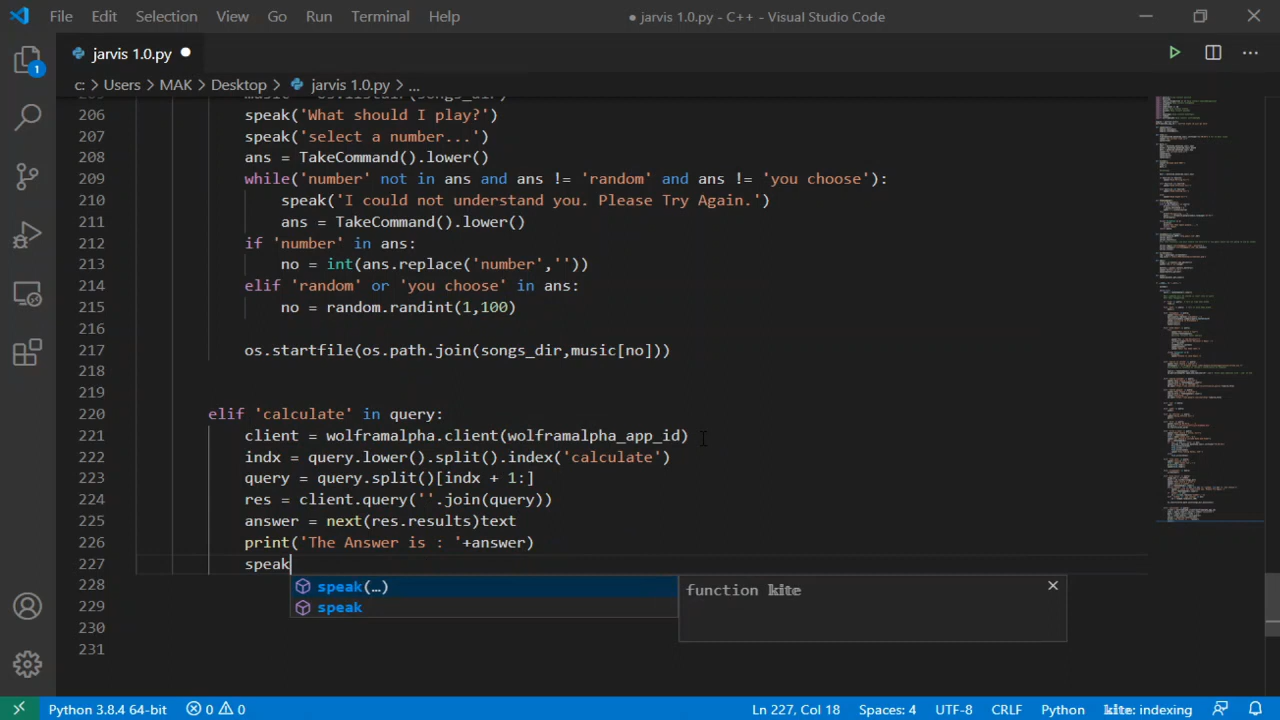 File Edit Selection View Go Run Terminal Help ● jarvis 1.0.py - C++ - Visual Studio Code
jarvis 1.0.py ●
1
c: > Users > MAK > Desktop > jarvis 1.0.py > ...
205 music = os.listdir(songs_dir)
206 speak('What should I play?')
207 speak('select a number...')
208 ans = TakeCommand().lower()
209 while('number' not in ans and ans != 'random' and ans != 'you choose'):
210 speak('I could not understand you. Please Try Again.')
211 ans = TakeCommand().lower()
212 if 'number' in ans:
213 no = int(ans.replace('number',''))
214 elif 'random' or 'you choose' in ans:
215 no = random.randint(1,100)
216
217 os.startfile(os.path.join(songs_dir,music[no]))
218
219
220 elif 'calculate' in query:
221 client = wolframalpha.client(wolframalpha_app_id)
222 indx = query.lower().split().index('calculate')
223 query = query.split()[indx + 1:]
224 res = client.query(''.join(query))
225 answer = next(res.results)text
226 print('The Answer is : '+answer)
227 speak
228 speak(…) function kite
229 speak
230
231
Python 3.8.4 64-bit 0 0 Ln 227, Col 18 Spaces: 4 UTF-8 CRLF Python kite: indexing